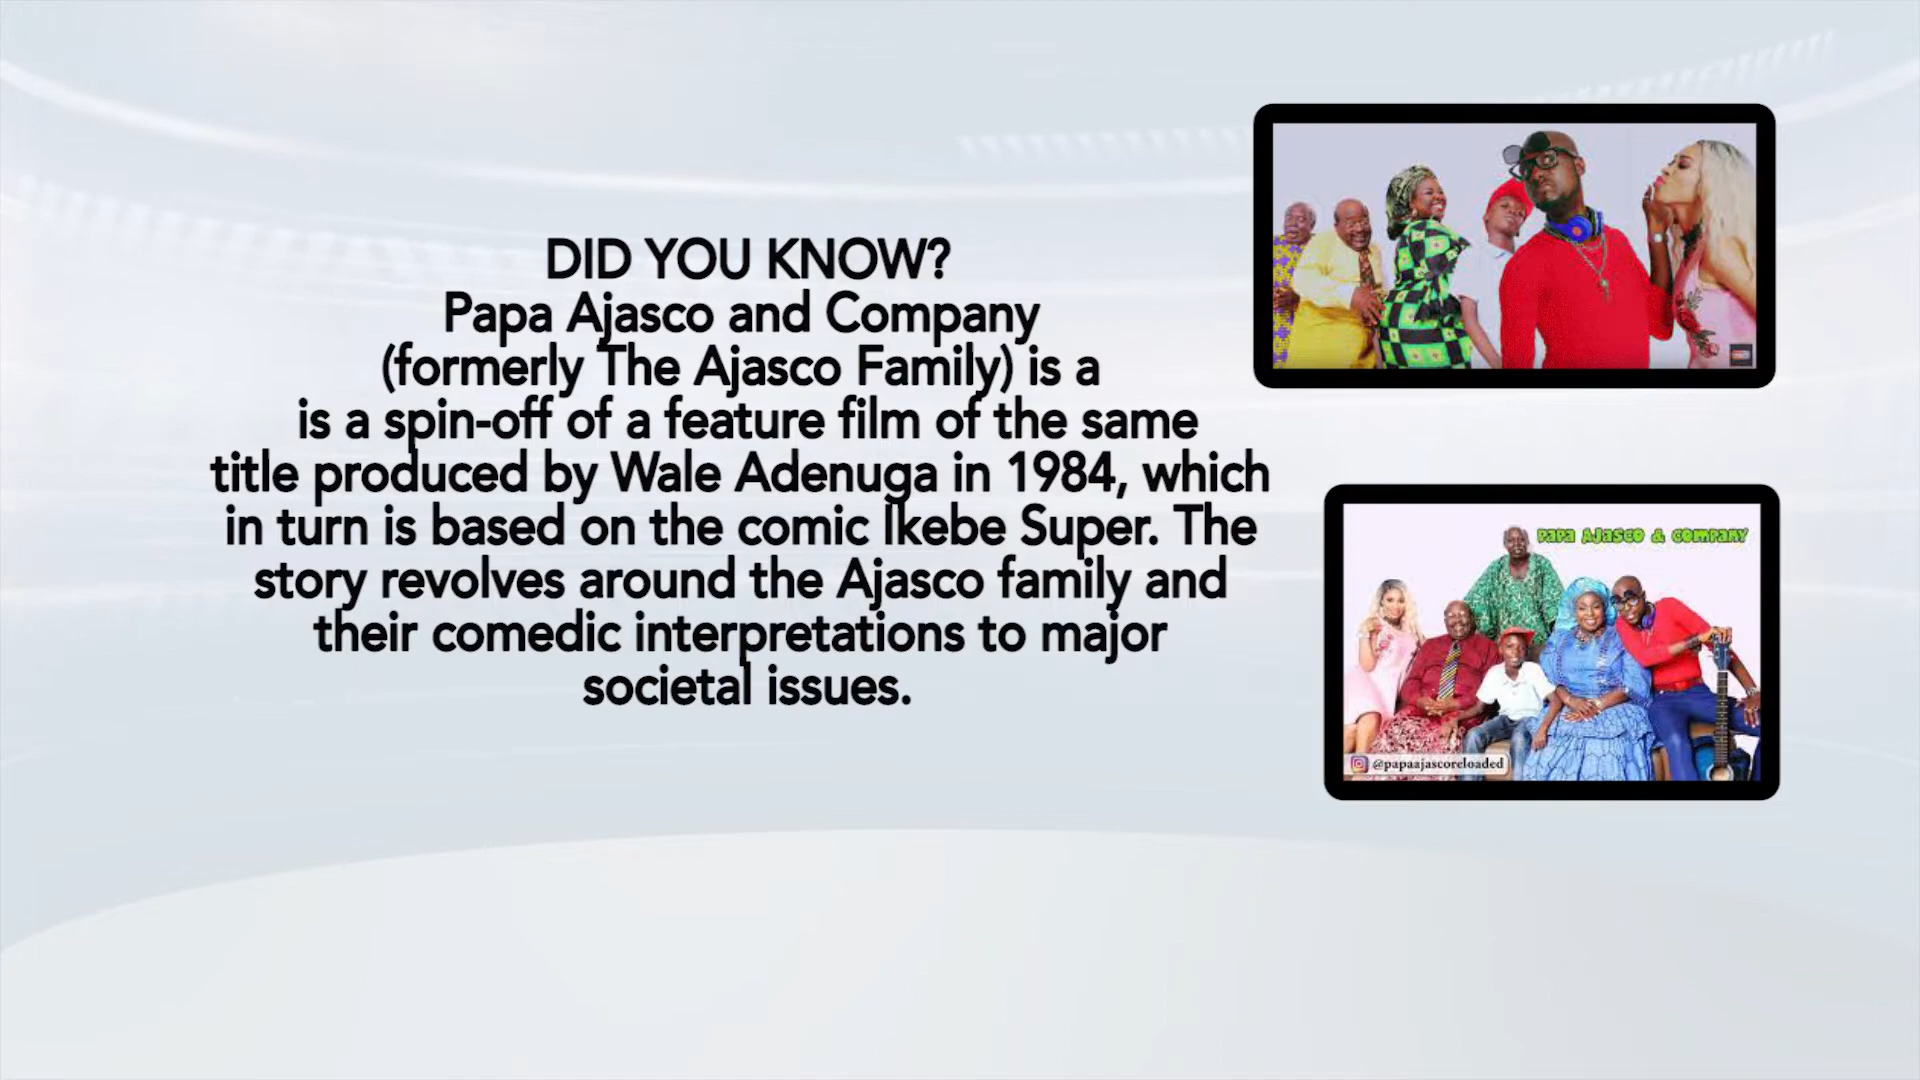 DID YOU KNOW?
Papa Ajasco and Company
(formerly The Ajasco Family) is a
is a spin-off of a feature film of the same
title produced by Wale Adenuga in 1984, which
in turn is based on the comic Ikebe Super. The
story revolves around the Ajasco family and
their comedic interpretations to major
societal issues.
PAPA AJASCO & COMPANY
@papaajascoreloaded